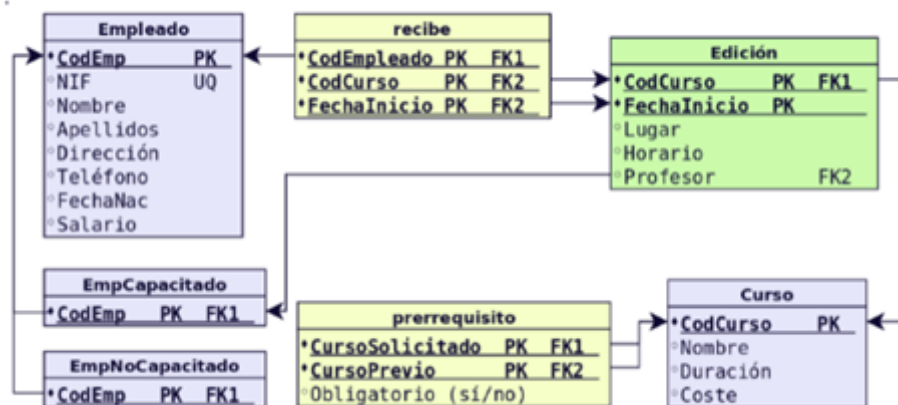 Empleado
CodEmp PK
NIF UQ
Nombre
Apellidos
Dirección
Teléfono
FechaNac
Salario
recibe
CodEmpleado PK FK1
CodCurso PK FK2
FechaInicio PK FK2
Edición
CodCurso PK FK1
FechaInicio PK
Lugar
Horario
Profesor FK2
EmpCapacitado
CodEmp PK FK1
EmpNoCapacitado
CodEmp PK FK1
prerrequisito
CursoSolicitado PK FK1
CursoPrevio PK FK2
Obligatorio (sí/no)
Curso
CodCurso PK
Nombre
Duración
Coste